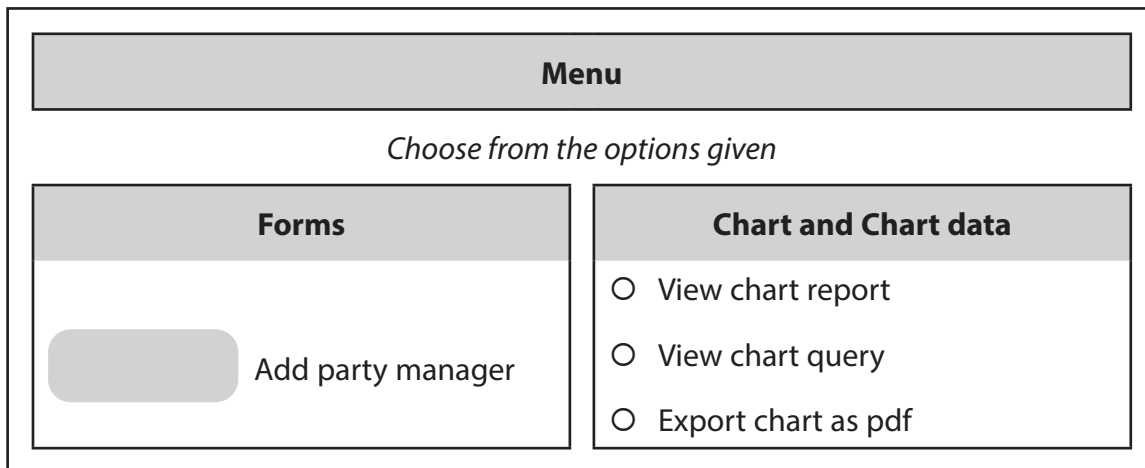 Menu
Choose from the options given
Forms
Add party manager
Chart and Chart data
View chart report
View chart query
Export chart as pdf